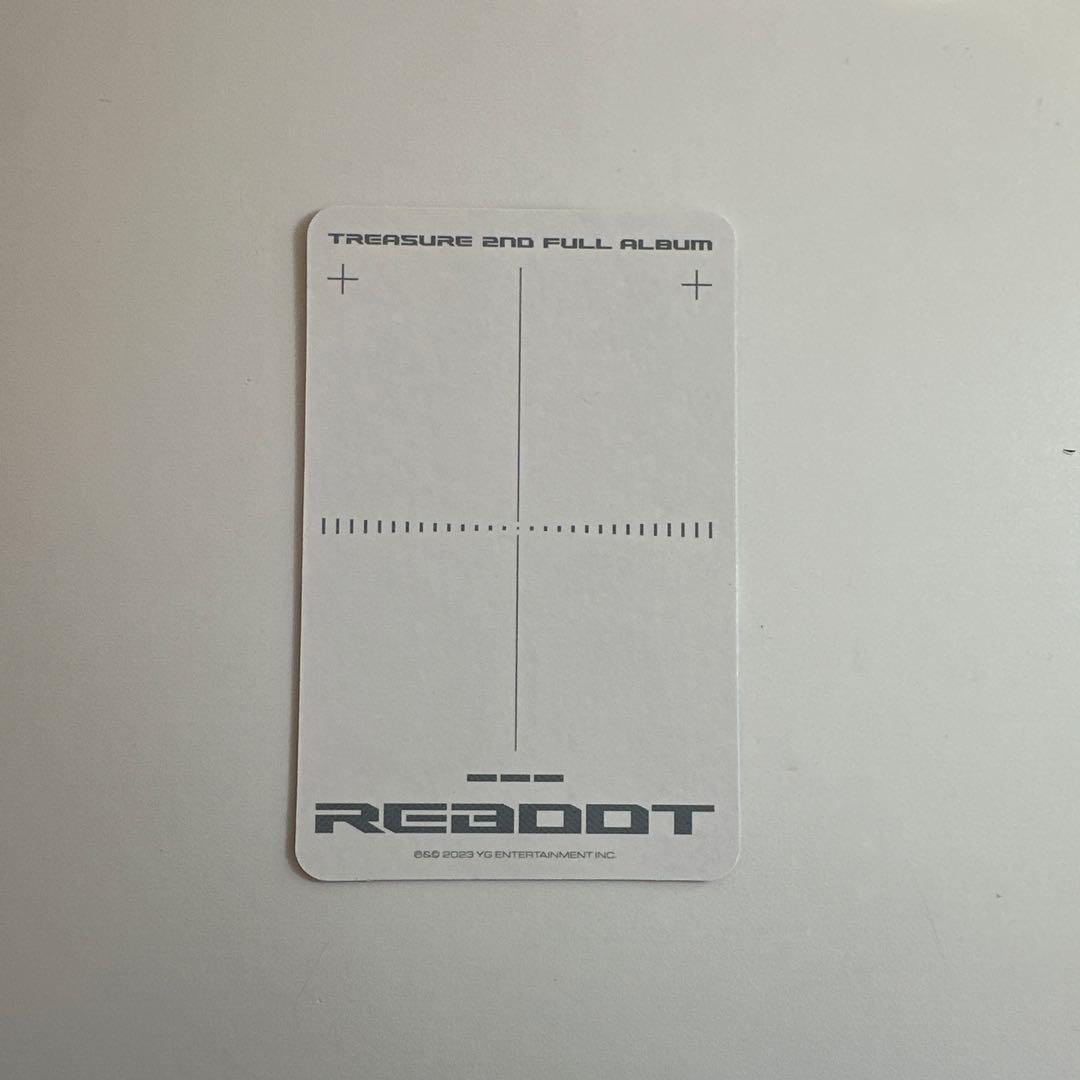 TREASURE 2ND FULL ALBUM
REBOOT
℗&© 2023 YG ENTERTAINMENT INC.